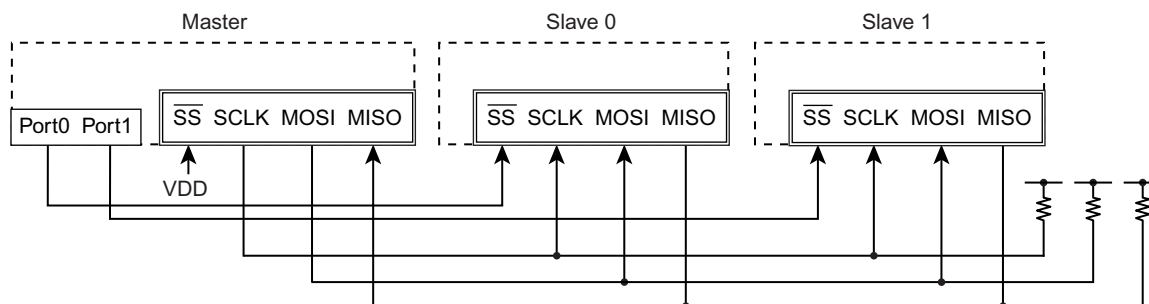 Master Slave 0 Slave 1
Port0 Port1 SS SCLK MOSI MISO SS SCLK MOSI MISO SS SCLK MOSI MISO
VDD